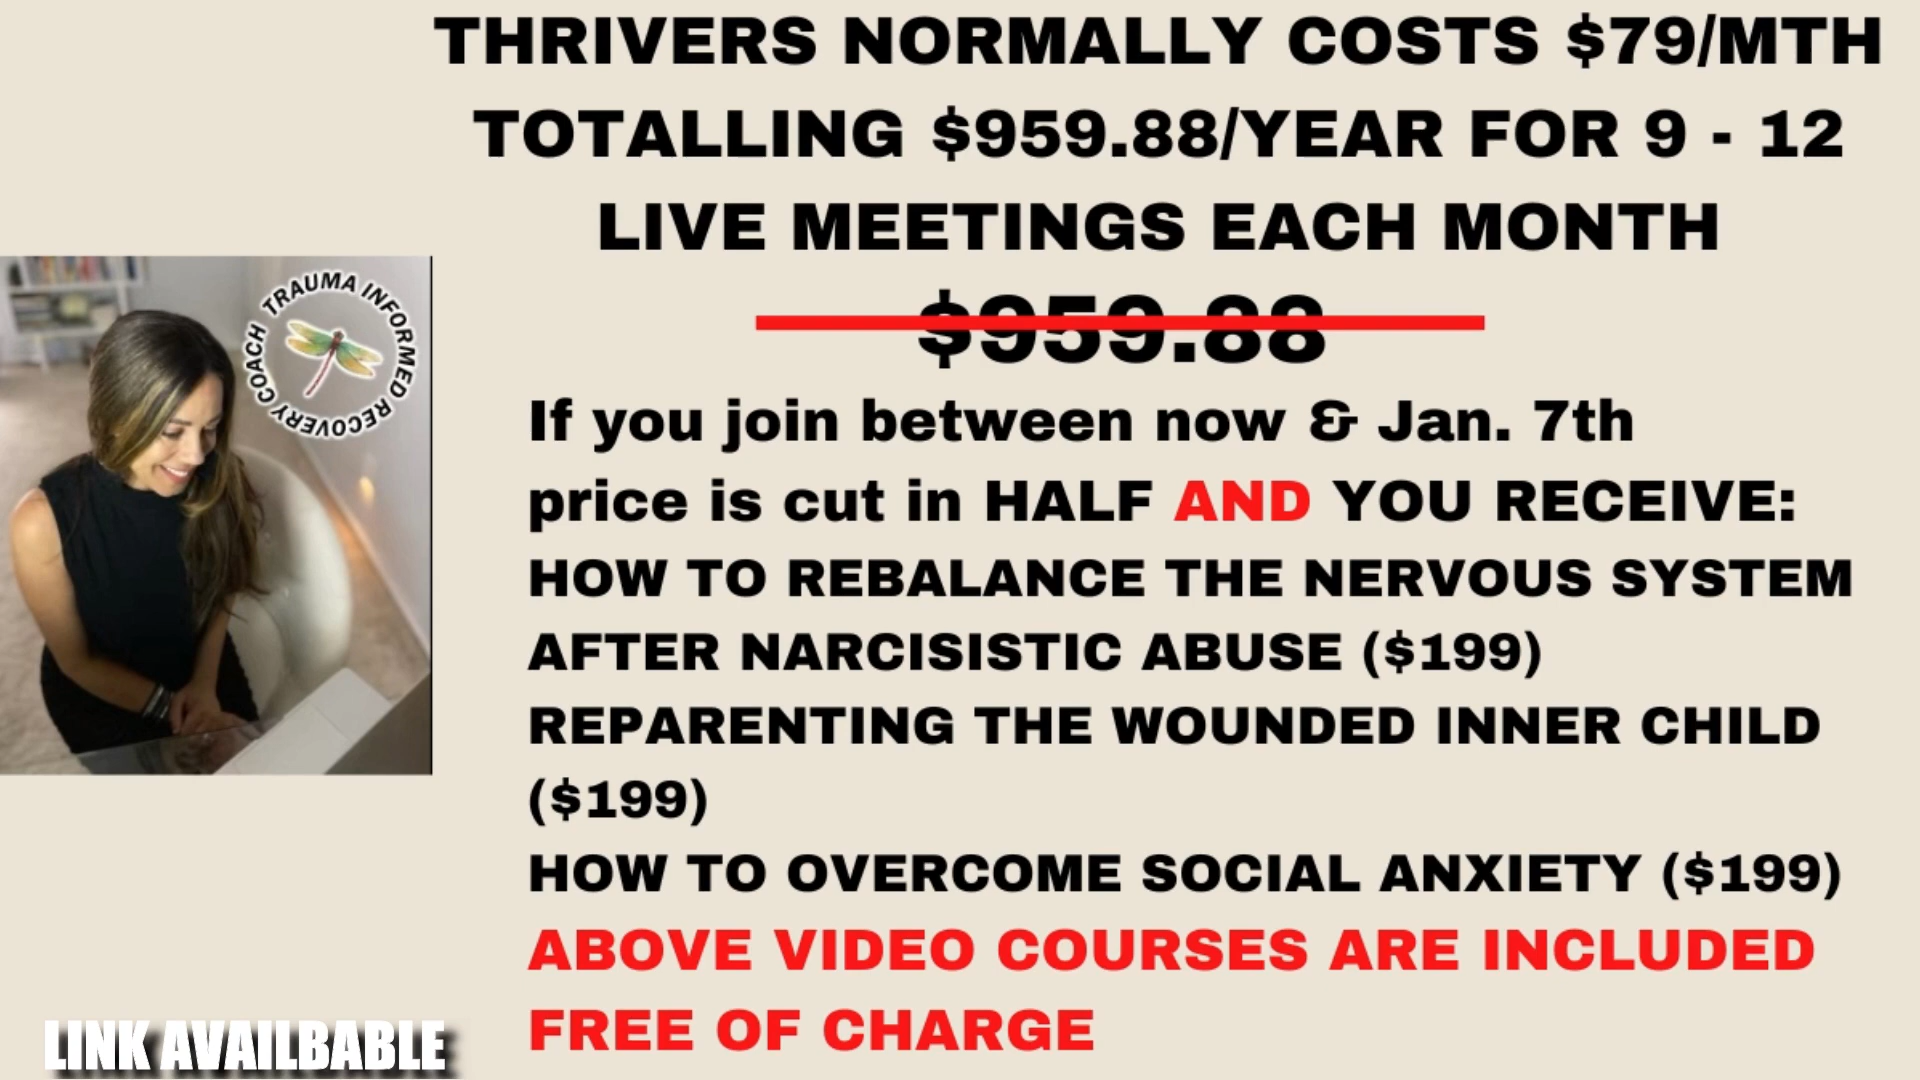 THRIVERS NORMALLY COSTS $79/MTH
TOTALLING $959.88/YEAR FOR 9 - 12
LIVE MEETINGS EACH MONTH
$959.88
If you join between now & Jan. 7th
price is cut in HALF AND YOU RECEIVE:
HOW TO REBALANCE THE NERVOUS SYSTEM
AFTER NARCISISTIC ABUSE ($199)
REPARENTING THE WOUNDED INNER CHILD
($199)
HOW TO OVERCOME SOCIAL ANXIETY ($199)
ABOVE VIDEO COURSES ARE INCLUDED
FREE OF CHARGE
TRAUMA INFORMED RECOVERY COACH
LINK AVAILBABLE